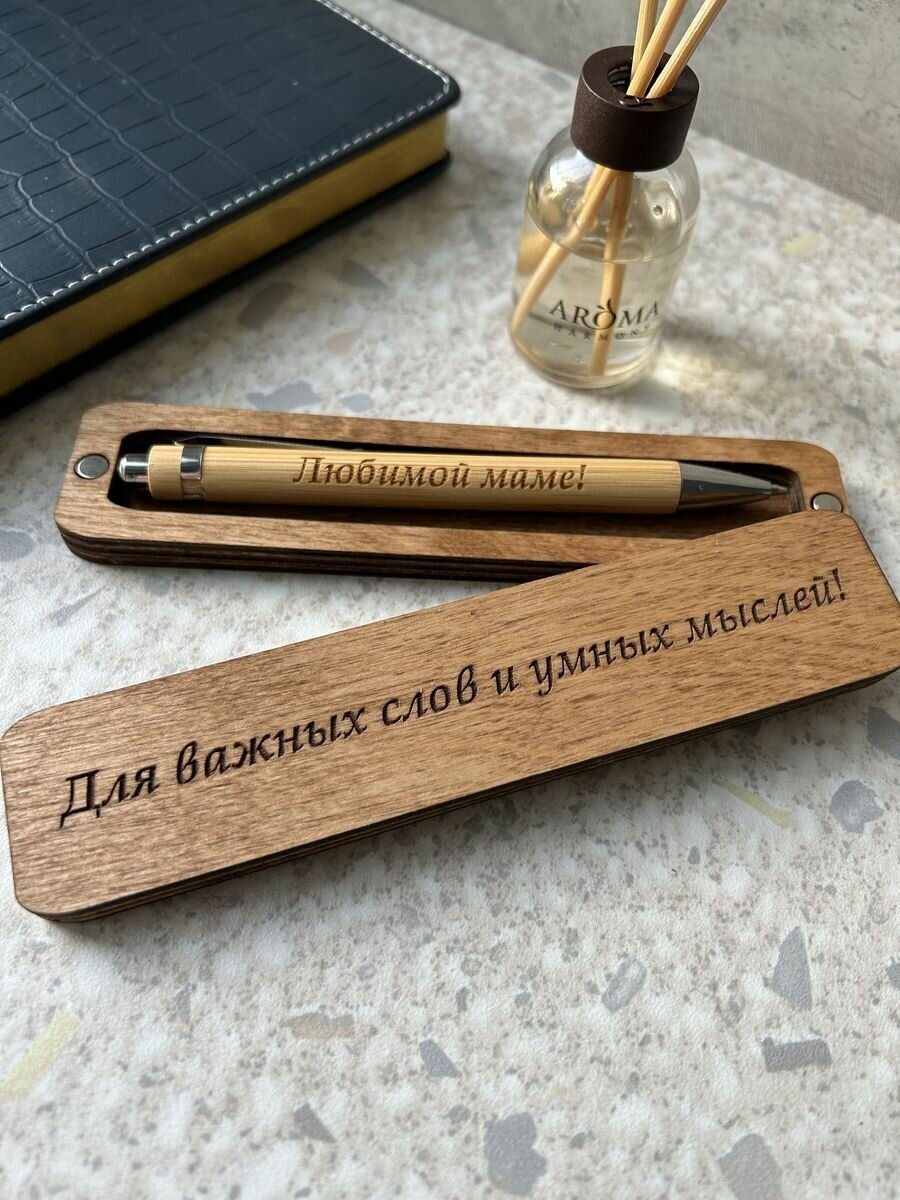 AROMA
HARMONY
Любимой маме!
Для важных слов и умных мыслей!